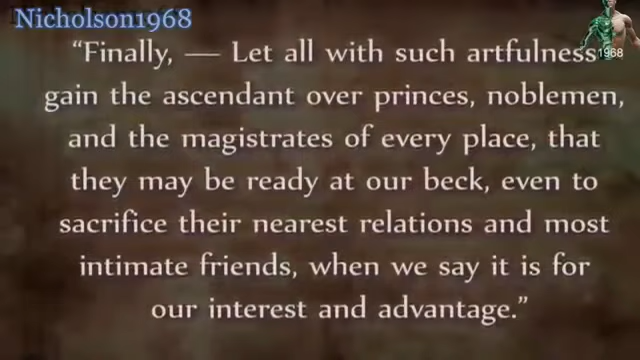 Nicholson1968
1968
“Finally, — Let all with such artfulness
gain the ascendant over princes, noblemen,
and the magistrates of every place, that
they may be ready at our beck, even to
sacrifice their nearest relations and most
intimate friends, when we say it is for
our interest and advantage.”